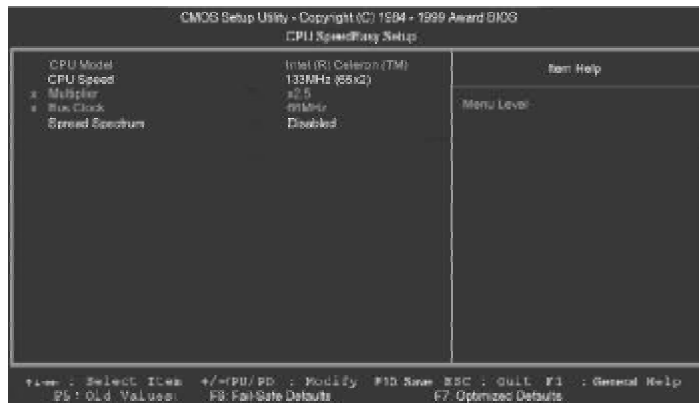 CMOS Setup Utility - Copyright (C) 1984 - 1999 Award BIOS
CPU SpeedEasy Setup
CPU Model Intel (R) Celeron (TM)
CPU Speed 133MHz (66x2)
x Multiplier x2.5
x Bus Clock 66MHz
Spread Spectrum Disabled
Item Help
Menu Level
: Select Item +/-/PU/PD : Modify F10 Save ESC : Quit F1 : General Help
F5 : Old Values: F6: Fail-Safe Defaults F7: Optimized Defaults